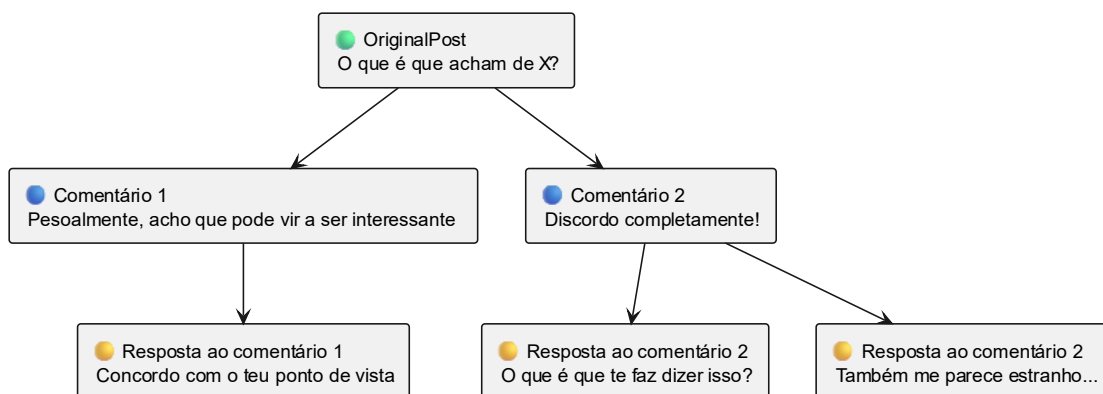 OriginalPost
O que é que acham de X?
Comentário 1
Pesoalmente, acho que pode vir a ser interessante
Comentário 2
Discordo completamente!
Resposta ao comentário 1
Concordo com o teu ponto de vista
Resposta ao comentário 2
O que é que te faz dizer isso?
Resposta ao comentário 2
Também me parece estranho...